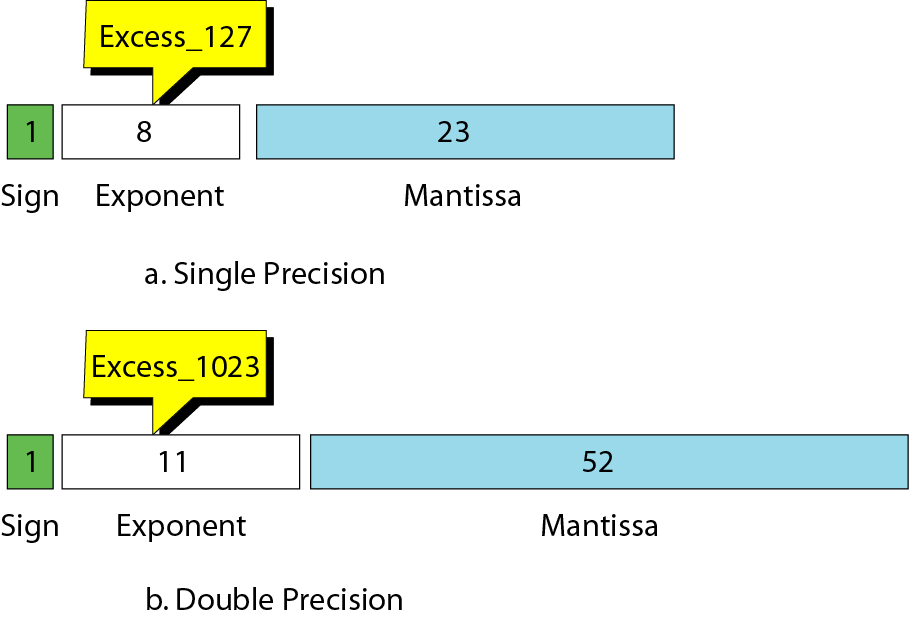 Excess_127
1 8 23
Sign Exponent Mantissa
a. Single Precision
Excess_1023
1 11 52
Sign Exponent Mantissa
b. Double Precision